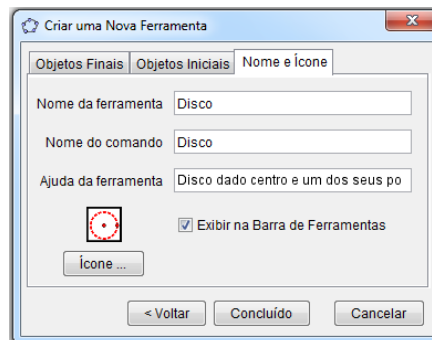 Criar uma Nova Ferramenta
Objetos Finais Objetos Iniciais Nome e Ícone
Nome da ferramenta Disco
Nome do comando Disco
Ajuda da ferramenta Disco dado centro e um dos seus po
Exibir na Barra de Ferramentas
Ícone ...
< Voltar Concluído Cancelar